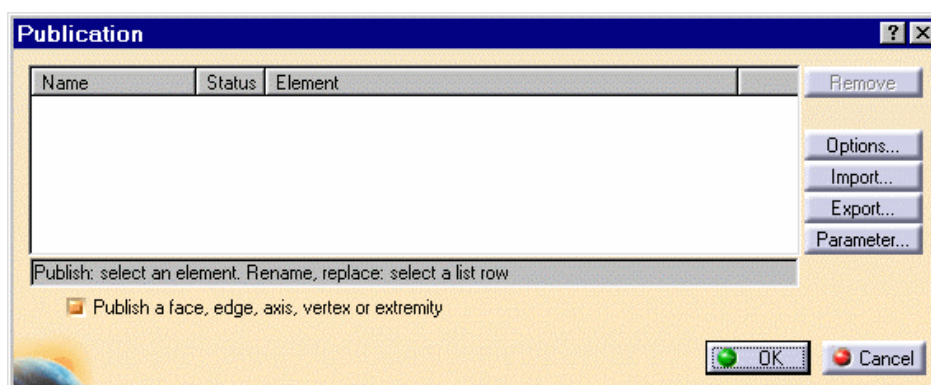 Publication
Name Status Element
Remove
Options...
Import...
Export...
Parameter...
Publish: select an element. Rename, replace: select a list row
Publish a face, edge, axis, vertex or extremity
OK Cancel